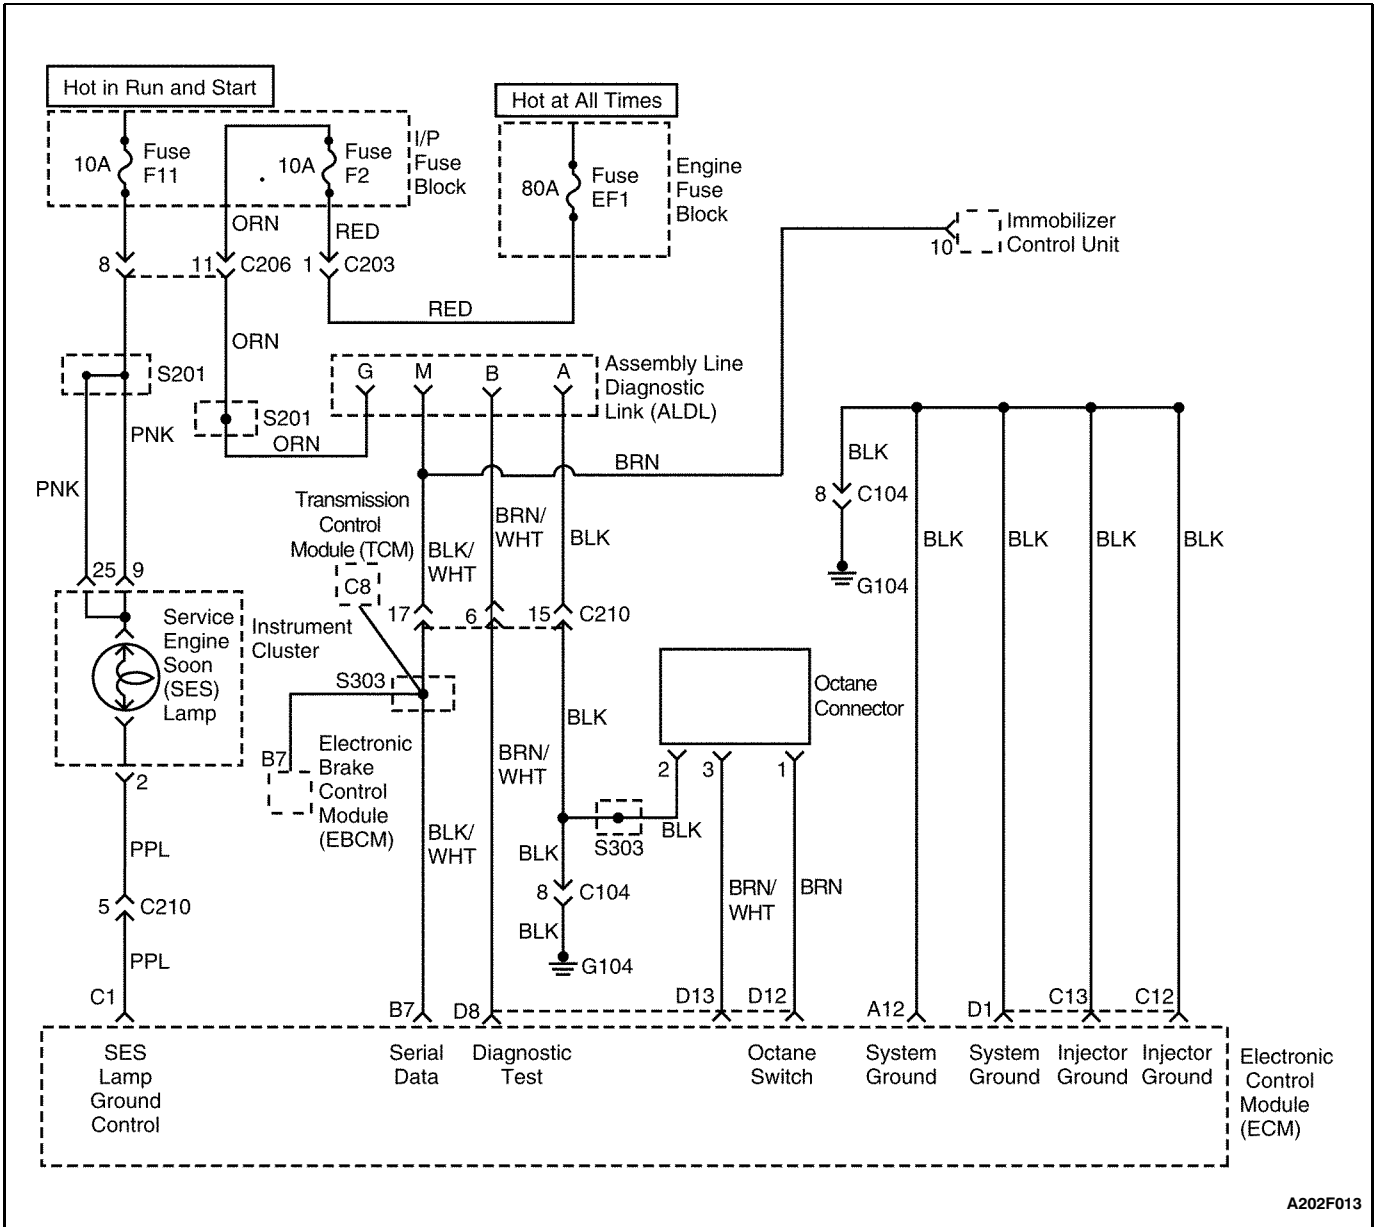 Hot in Run and Start
Hot at All Times
10A
Fuse
F11
10A
Fuse
F2
I/P
Fuse
Block
80A
Fuse
EF1
Engine
Fuse
Block
ORN
RED
8
11
C206
1
C203
RED
10
Immobilizer
Control Unit
ORN
S201
S201
ORN
PNK
PNK
G
M
B
A
Assembly Line
Diagnostic
Link (ALDL)
BRN
BLK
8
C104
G104
BLK
BLK
BLK
BLK
Transmission
Control
Module (TCM)
C8
BLK/
WHT
BRN/
WHT
BLK
25
9
17
6
15
C210
Service
Engine
Soon
(SES)
Lamp
Instrument
Cluster
S303
B7
Electronic
Brake
Control
Module
(EBCM)
BLK
BRN/
WHT
BLK/
WHT
Octane
Connector
2
3
1
BLK
S303
2
PPL
5
C210
PPL
BLK
8
C104
BLK
G104
BRN/
WHT
BRN
C1
B7
D8
D13
D12
A12
D1
C13
C12
SES
Lamp
Ground
Control
Serial
Data
Diagnostic
Test
Octane
Switch
System
Ground
System
Ground
Injector
Ground
Injector
Ground
Electronic
Control
Module
(ECM)
A202F013